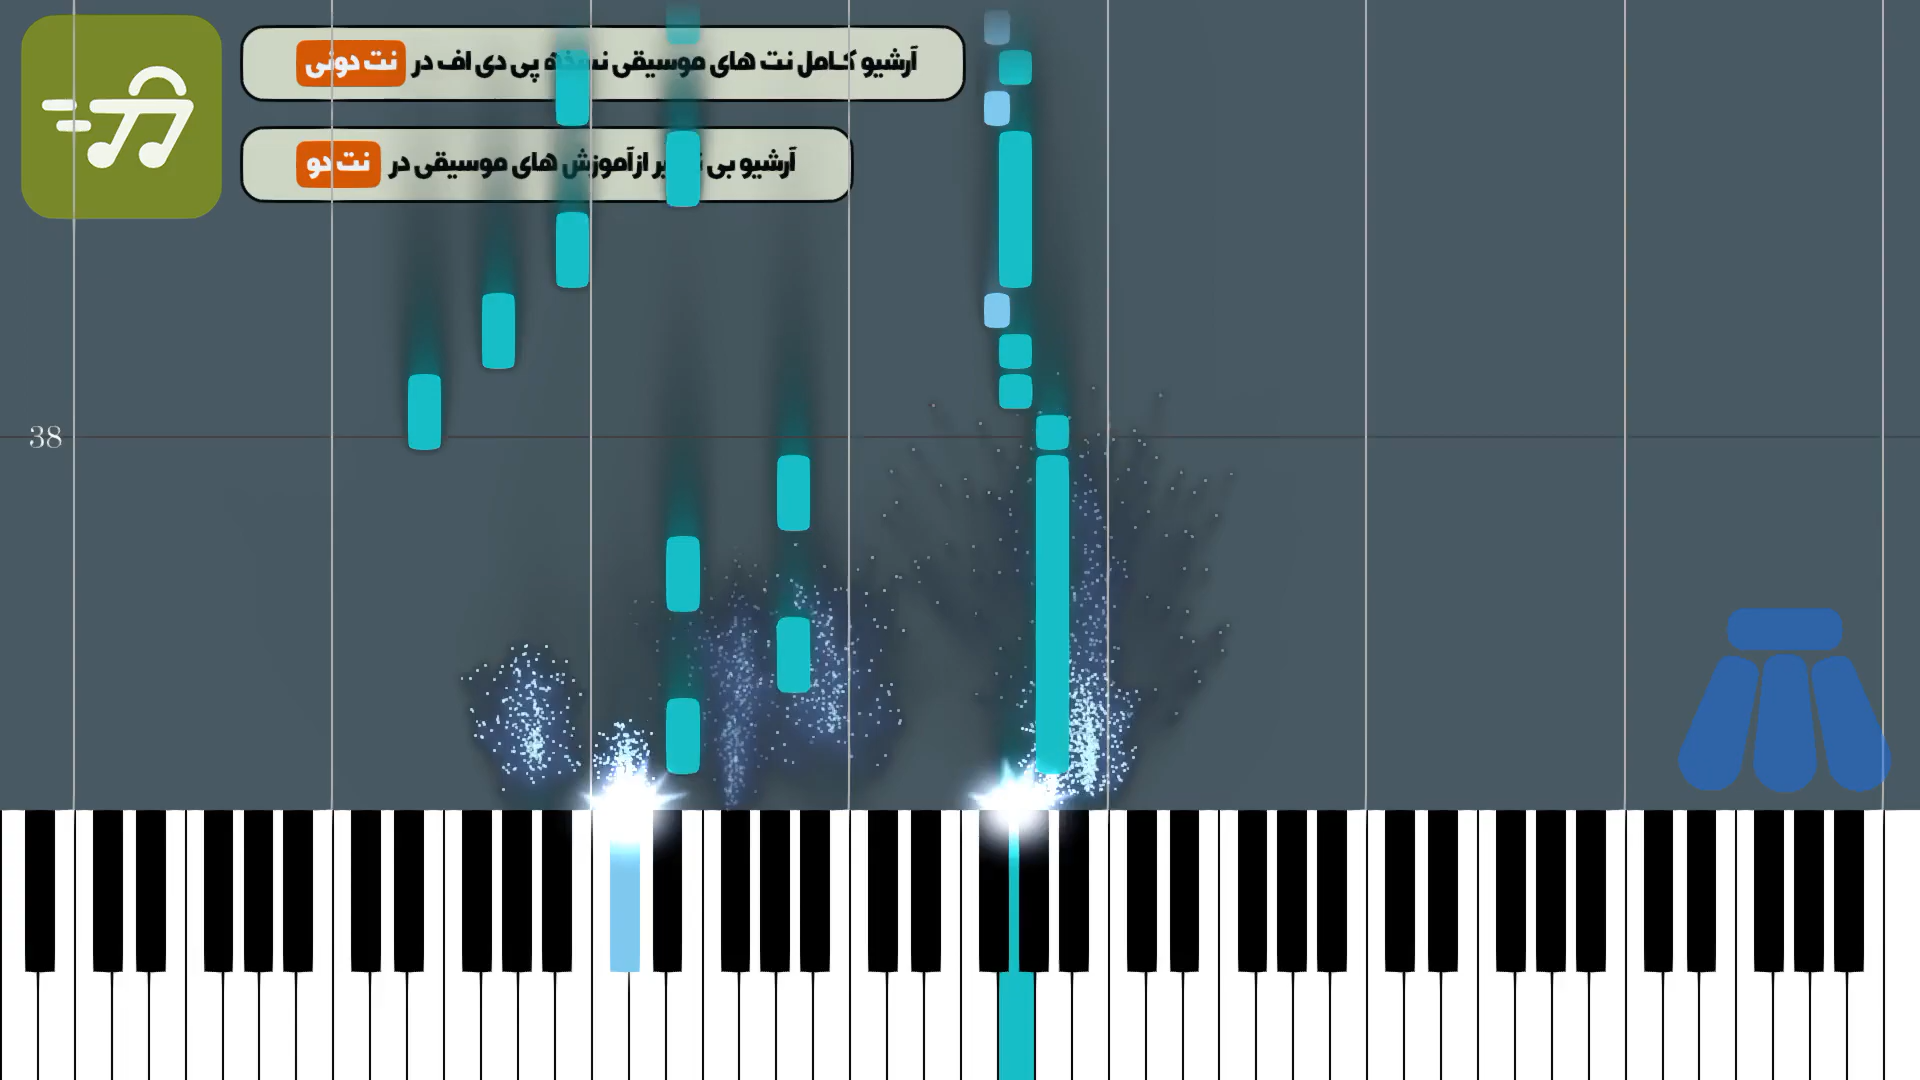 آرشیو کامل نت های موسیقی نسخه پی دی اف در نت دونی
آرشیو بی نظیر از آموزش های موسیقی در نت دو
38